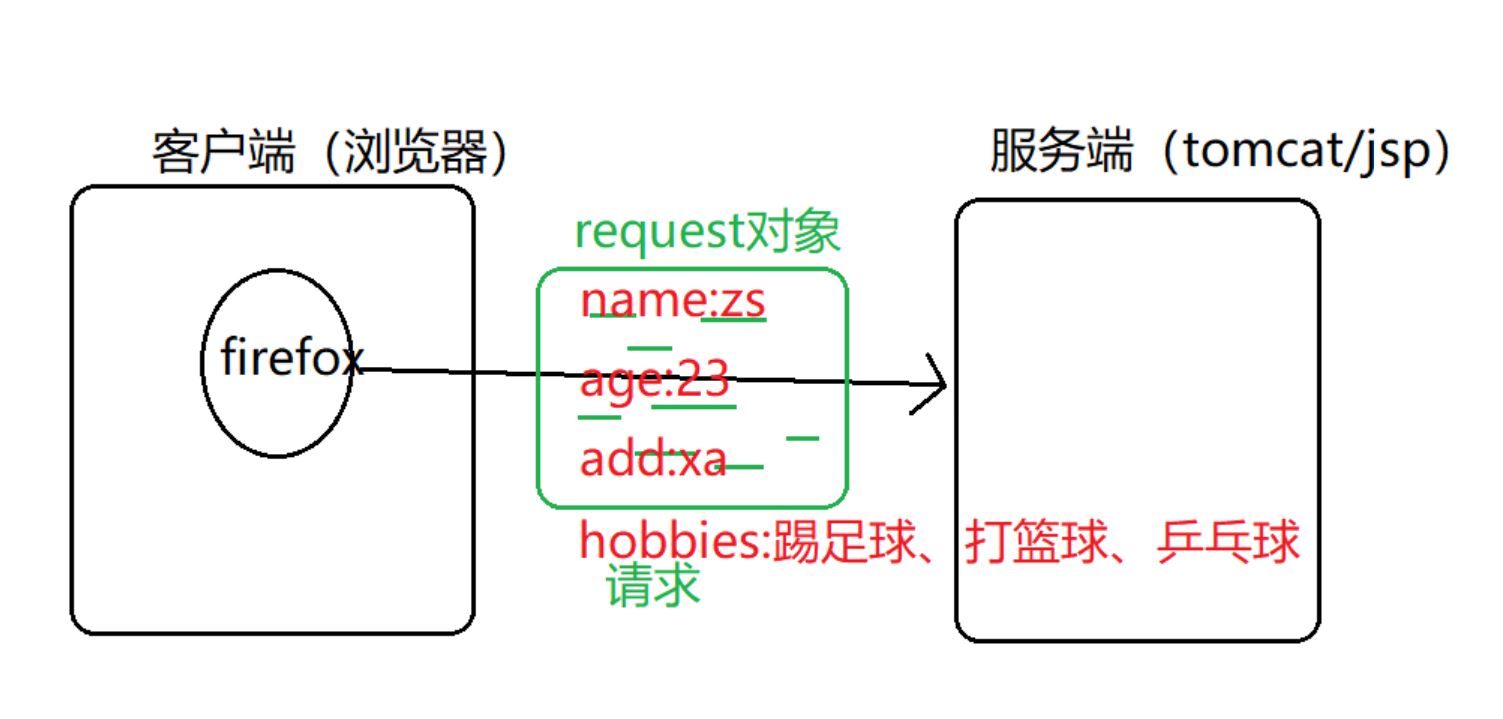 客户端（浏览器）
服务端（tomcat/jsp）
request对象
name:zs
firefox
age:23
add:xa
hobbies:踢足球、打篮球、乒乓球
请求